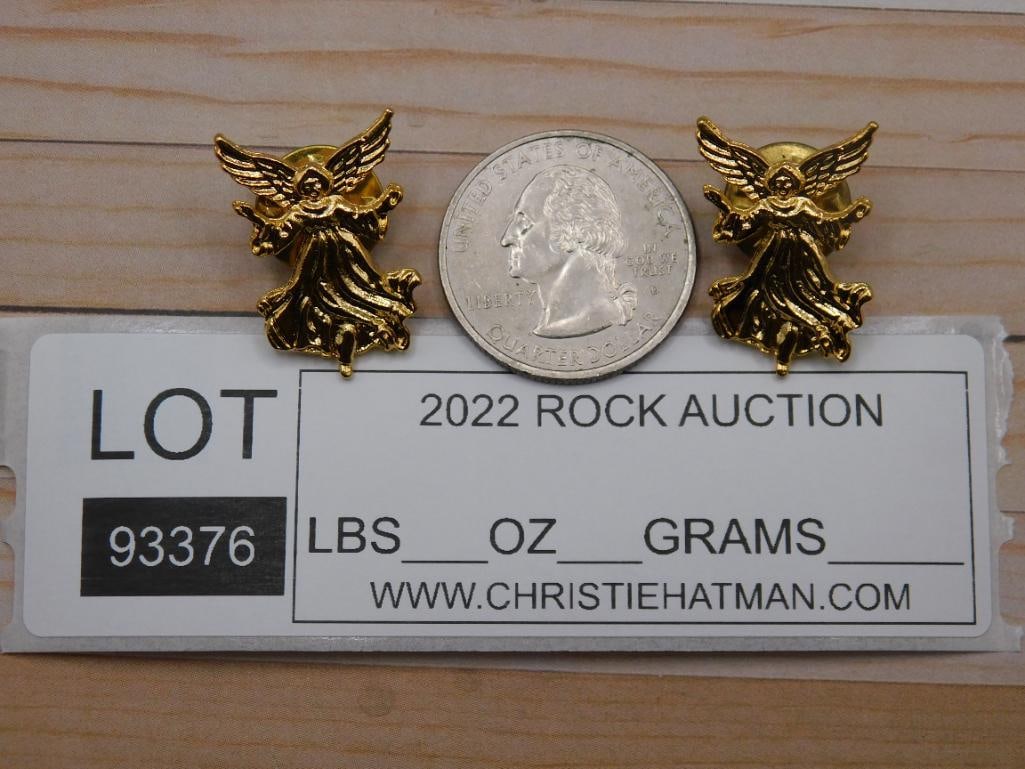 UNITED STATES OF AMERICA
LIBERTY
IN
GOD WE
TRUST
QUARTER DOLLAR
LOT
93376
2022 ROCK AUCTION
LBS___OZ___GRAMS_____
WWW.CHRISTIEHATMAN.COM